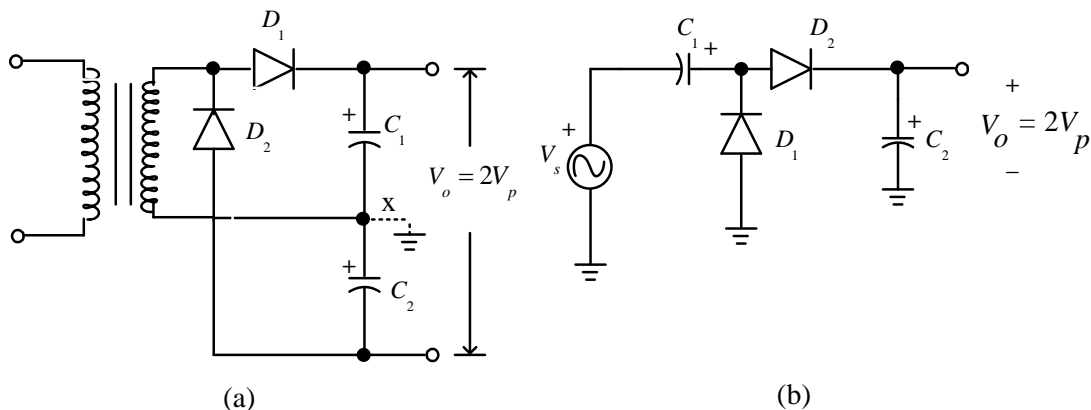 D₁
D₂
+
C₁
X
+
C₂
Vₒ = 2Vₚ
(a)
C₁
+
D₂
D₁
+
Vₛ
+
C₂
+
Vₒ = 2Vₚ
−
(b)